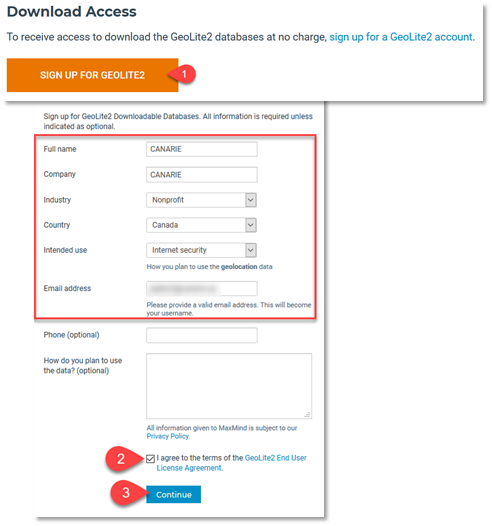 Download Access
To receive access to download the GeoLite2 databases at no charge, sign up for a GeoLite2 account.
SIGN UP FOR GEOLITE2
1
Sign up for GeoLite2 Downloadable Databases. All information is required unless
indicated as optional.
Full name
CANARIE
Company
CANARIE
Industry
Nonprofit
Country
Canada
Intended use
Internet security
How you plan to use the geolocation data
Email address
Please provide a valid email address. This will become
your username.
Phone (optional)
How do you plan to use
the data? (optional)
All information given to MaxMind is subject to our
Privacy Policy.
2
I agree to the terms of the GeoLite2 End User
License Agreement.
3
Continue